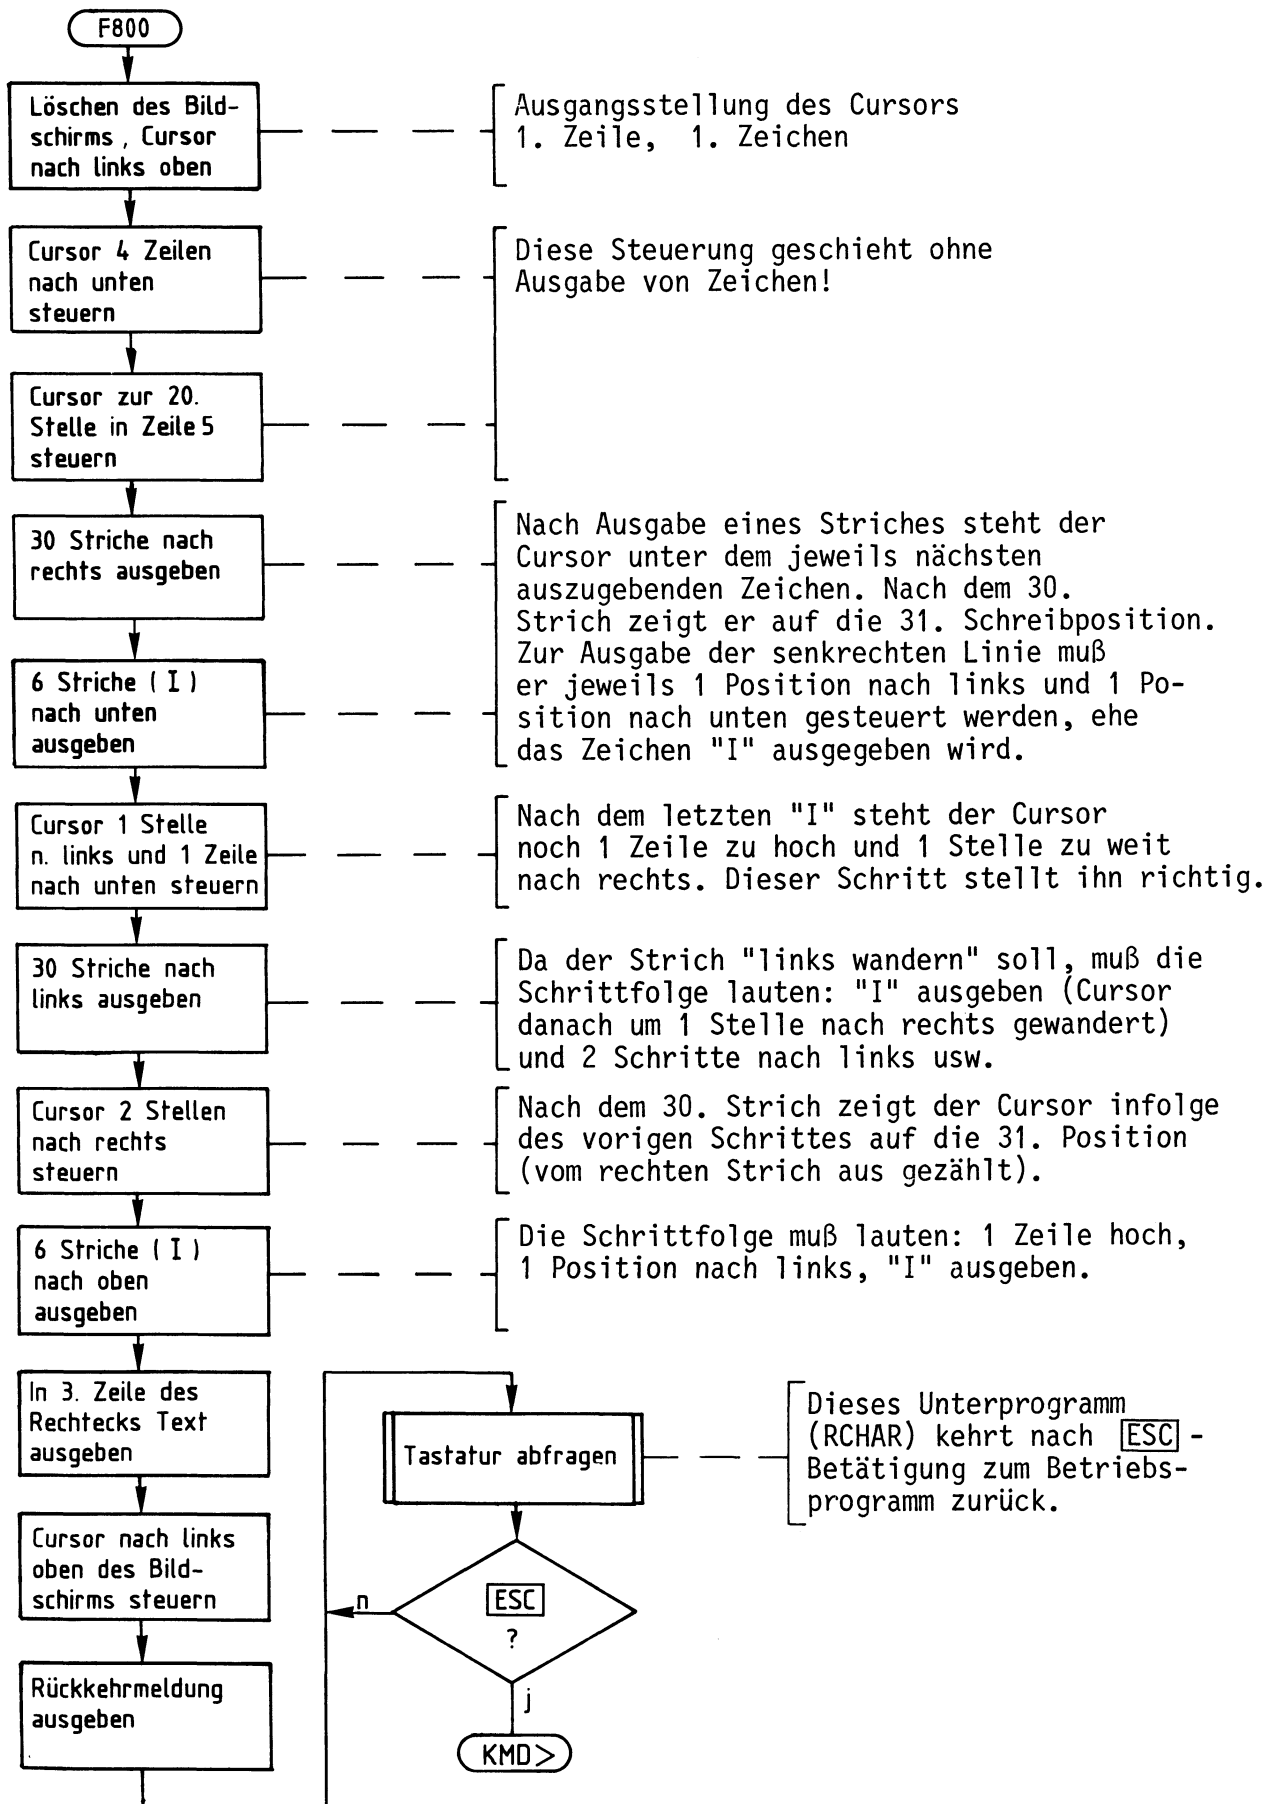 F800
Löschen des Bild-
schirms, Cursor
nach links oben
Ausgangsstellung des Cursors
1. Zeile, 1. Zeichen
Cursor 4 Zeilen
nach unten
steuern
Diese Steuerung geschieht ohne
Ausgabe von Zeichen!
Cursor zur 20.
Stelle in Zeile 5
steuern
30 Striche nach
rechts ausgeben
Nach Ausgabe eines Striches steht der
Cursor unter dem jeweils nächsten
auszugebenden Zeichen. Nach dem 30.
Strich zeigt er auf die 31. Schreibposition.
Zur Ausgabe der senkrechten Linie muß
er jeweils 1 Position nach links und 1 Po-
sition nach unten gesteuert werden, ehe
das Zeichen "I" ausgegeben wird.
6 Striche ( I )
nach unten
ausgeben
Cursor 1 Stelle
n. links und 1 Zeile
nach unten steuern
Nach dem letzten "I" steht der Cursor
noch 1 Zeile zu hoch und 1 Stelle zu weit
nach rechts. Dieser Schritt stellt ihn richtig.
30 Striche nach
links ausgeben
Da der Strich "links wandern" soll, muß die
Schrittfolge lauten: "I" ausgeben (Cursor
danach um 1 Stelle nach rechts gewandert)
und 2 Schritte nach links usw.
Cursor 2 Stellen
nach rechts
steuern
Nach dem 30. Strich zeigt der Cursor infolge
des vorigen Schrittes auf die 31. Position
(vom rechten Strich aus gezählt).
6 Striche ( I )
nach oben
ausgeben
Die Schrittfolge muß lauten: 1 Zeile hoch,
1 Position nach links, "I" ausgeben.
In 3. Zeile des
Rechtecks Text
ausgeben
Cursor nach links
oben des Bild-
schirms steuern
Rückkehrmeldung
ausgeben
Tastatur abfragen
Dieses Unterprogramm
(RCHAR) kehrt nach ESC -
Betätigung zum Betriebs-
programm zurück.
n
ESC
?
j
KMD>